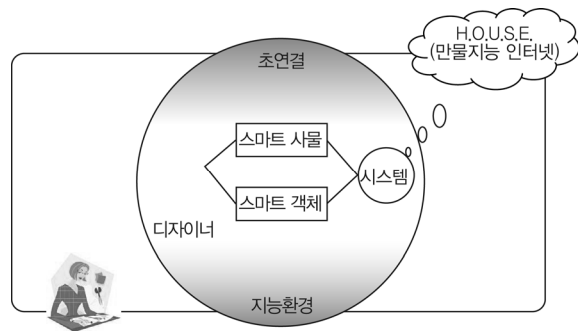 H.O.U.S.E.
(만물지능 인터넷)
초연결
스마트 사물
시스템
스마트 객체
디자이너
지능환경